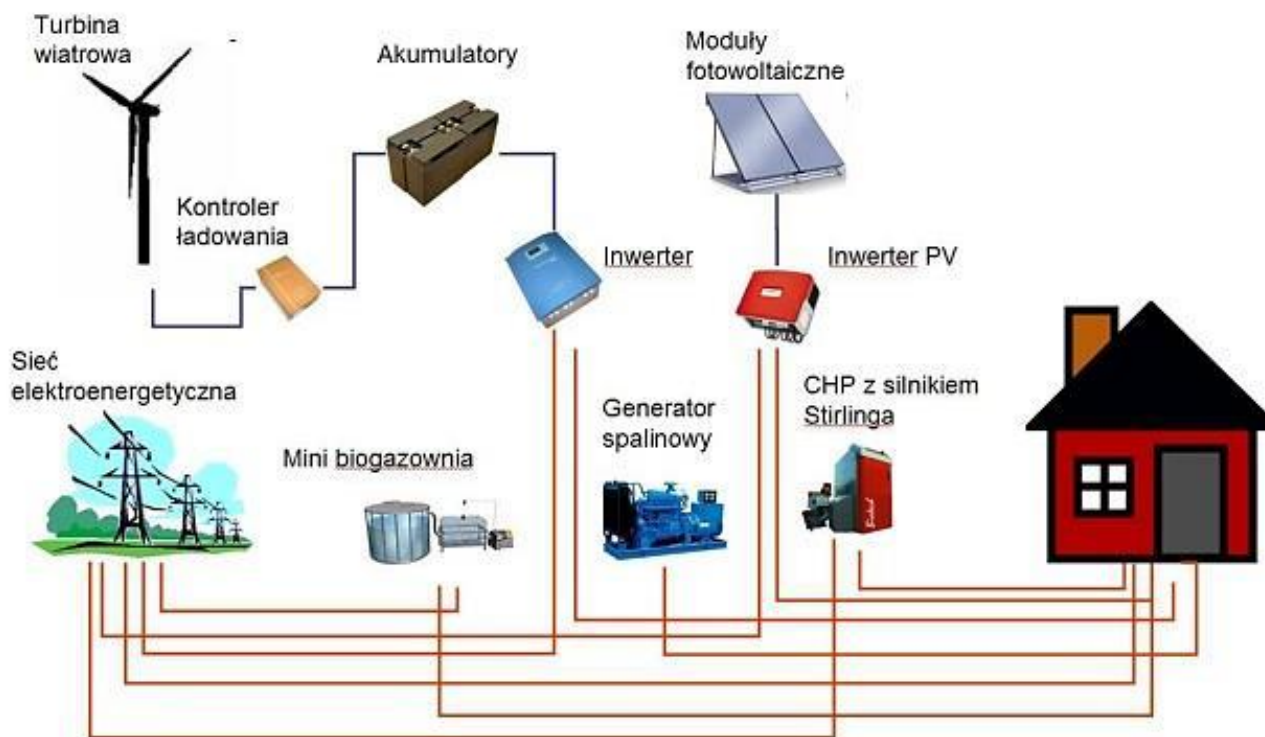 Turbina
wiatrowa
Akumulatory
Moduły
fotowoltaiczne
Kontroler
ładowania
Inwerter
Inwerter PV
Sieć
elektroenergetyczna
Mini biogazownia
Generator
spalinowy
CHP z silnikiem
Stirlinga